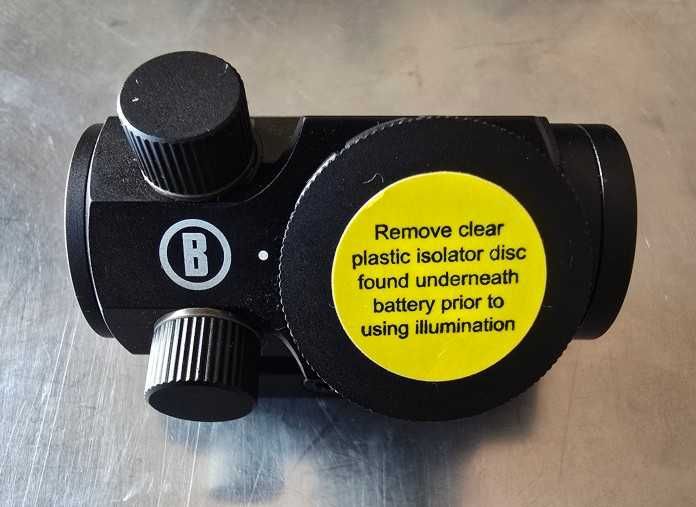 B
Remove clear
plastic isolator disc
found underneath
battery prior to
using illumination